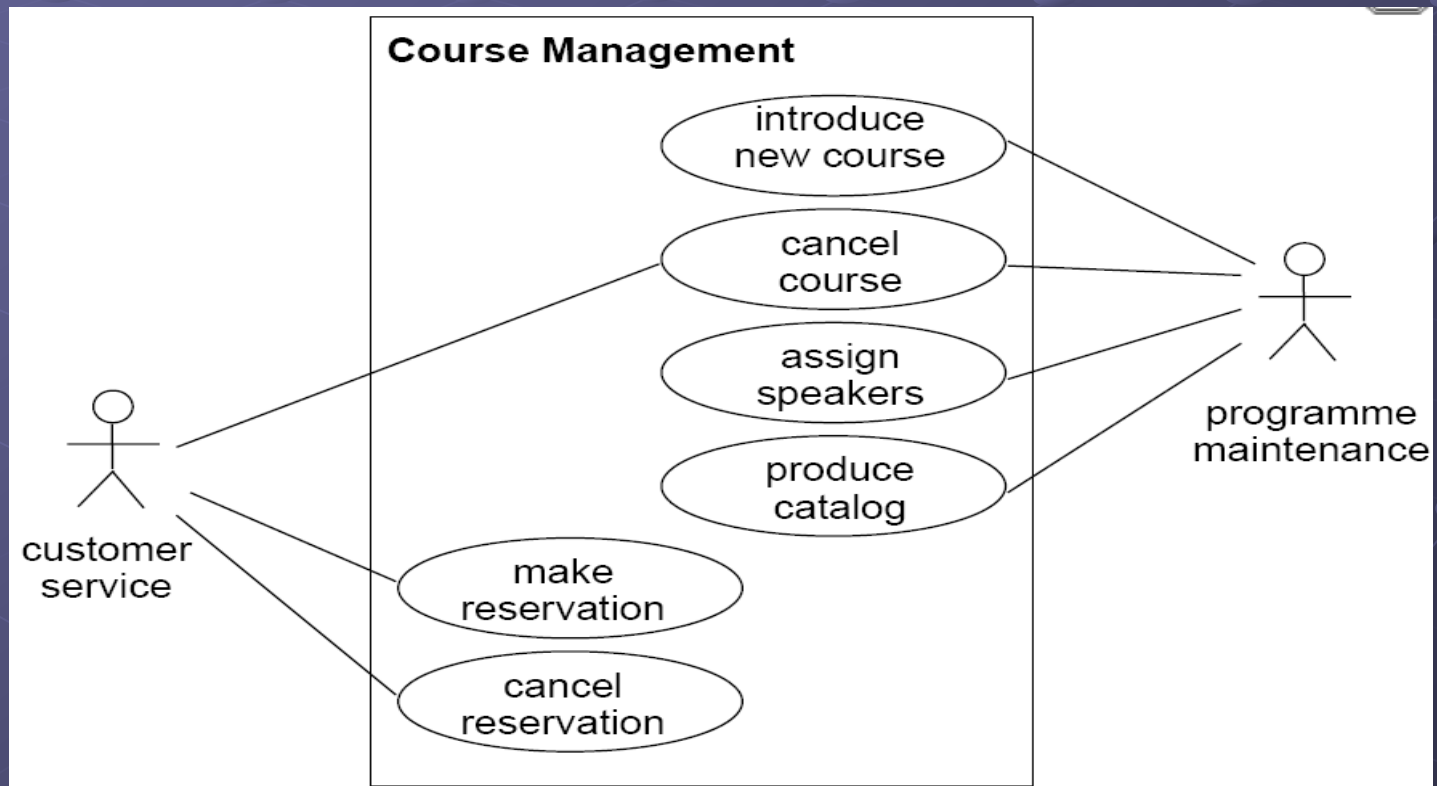 Course Management
introduce
new course
cancel
course
assign
speakers
produce
catalog
programme
maintenance
customer
service
make
reservation
cancel
reservation